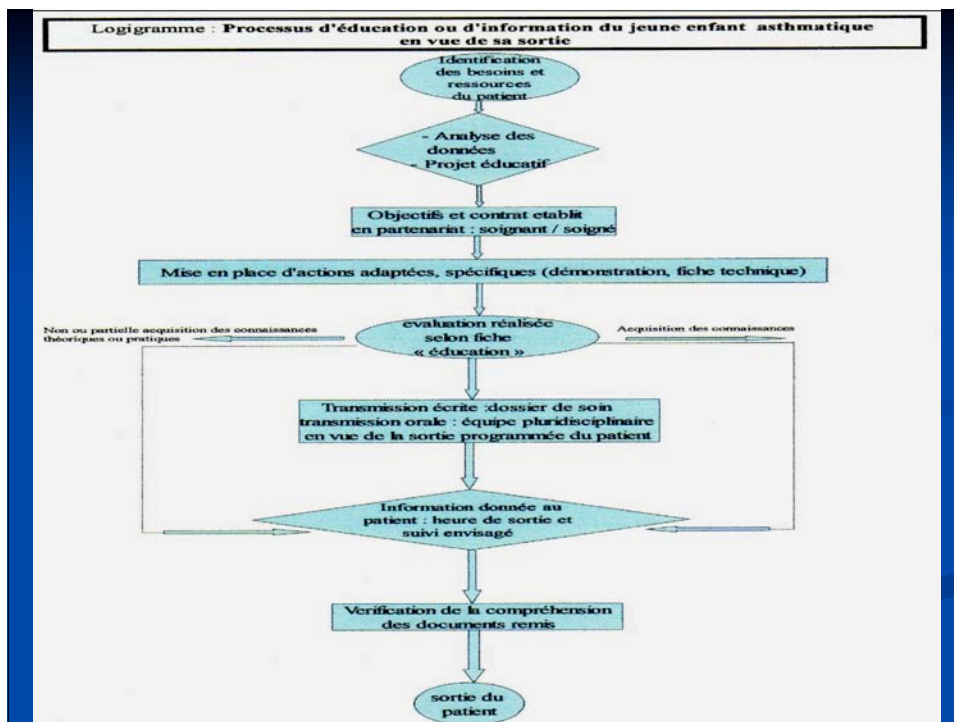 Logigramme : Processus d'éducation ou d'information du jeune enfant asthmatique
en vue de sa sortie
Identification
des besoins et
ressources
du patient
- Analyse des
données
- Projet éducatif
Objectifs et contrat etablit
en partenariat : soignant / soigné
Mise en place d'actions adaptées, spécifiques (démonstration, fiche technique)
Non ou partielle acquisition des connaissances
théoriques ou pratiques
evaluation réalisée
selon fiche
« éducation »
Acquisition des connaissances
Transmission écrite :dossier de soin
transmission orale : équipe pluridisciplinaire
en vue de la sortie programmée du patient
Information donnée au
patient : heure de sortie et
suivi envisagé
Verification de la compréhension
des documents remis
sortie du
patient